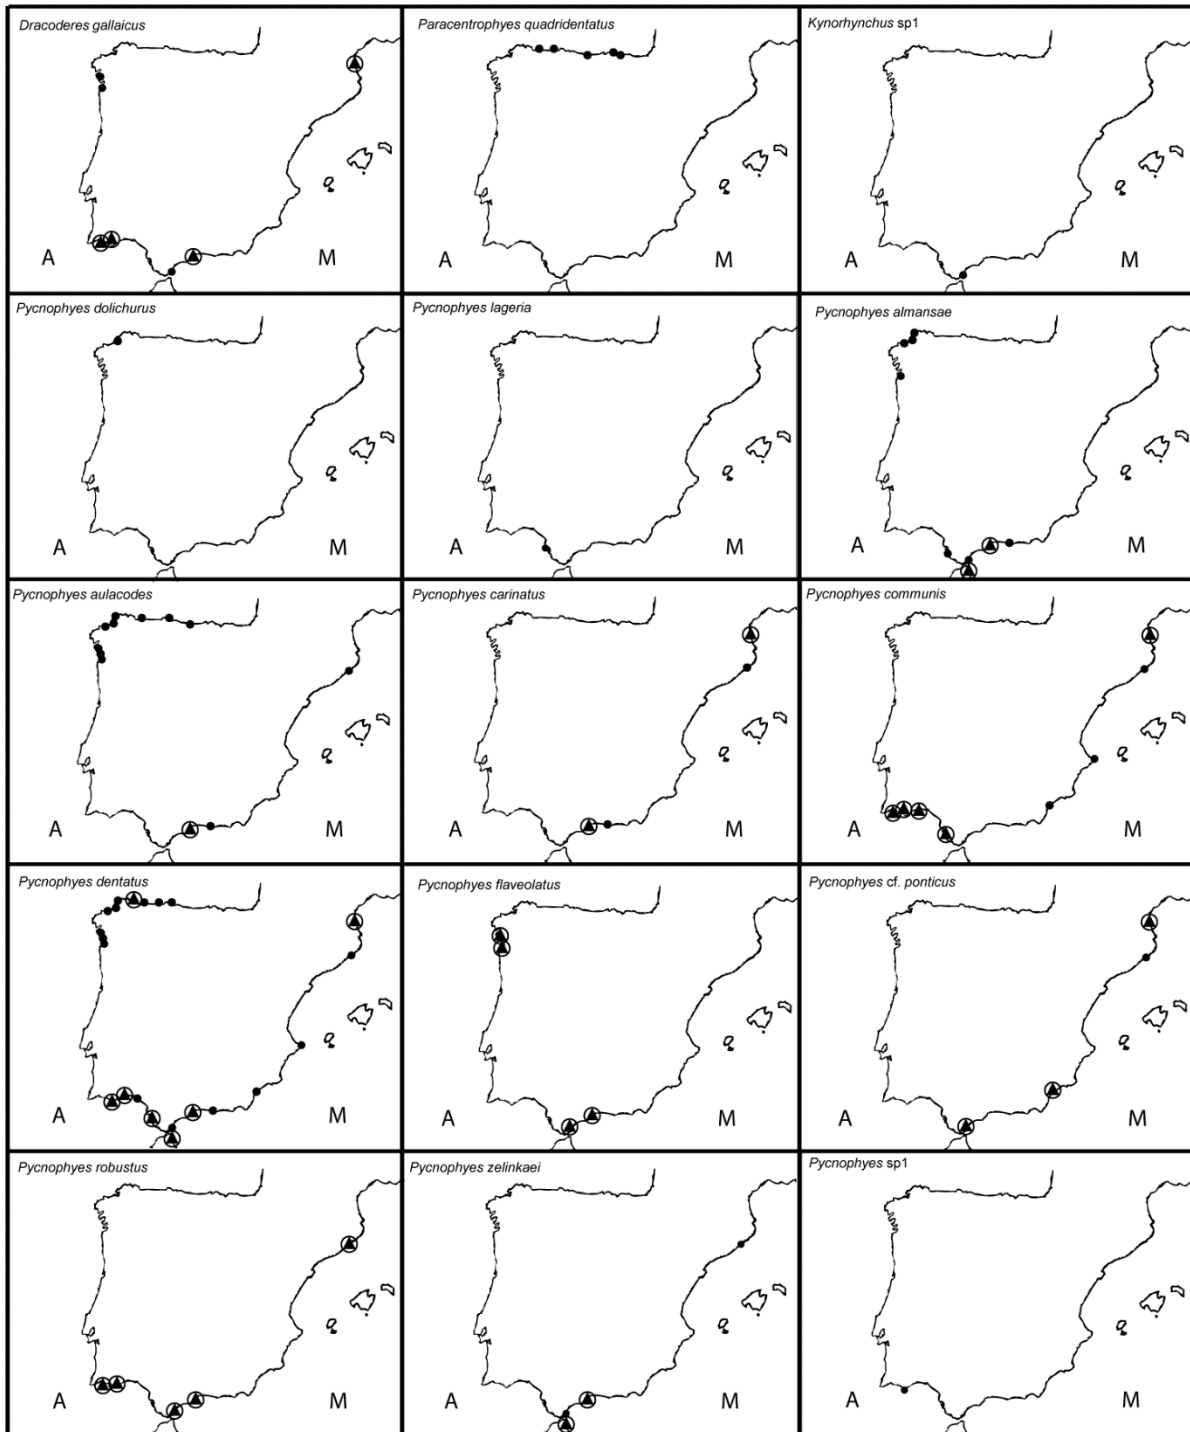 Dracoderes gallaicus
Paracentrophyes quadridentatus
Kynorhynchus sp1
A
M
A
M
A
M
Pycnophyes dolichurus
Pycnophyes lageria
Pycnophyes almansae
A
M
A
M
A
M
Pycnophyes aulacodes
Pycnophyes carinatus
Pycnophyes communis
A
M
A
M
A
M
Pycnophyes dentatus
Pycnophyes flaveolatus
Pycnophyes cf. ponticus
A
M
A
M
A
M
Pycnophyes robustus
Pycnophyes zelinkaei
Pycnophyes sp1
A
M
A
M
A
M